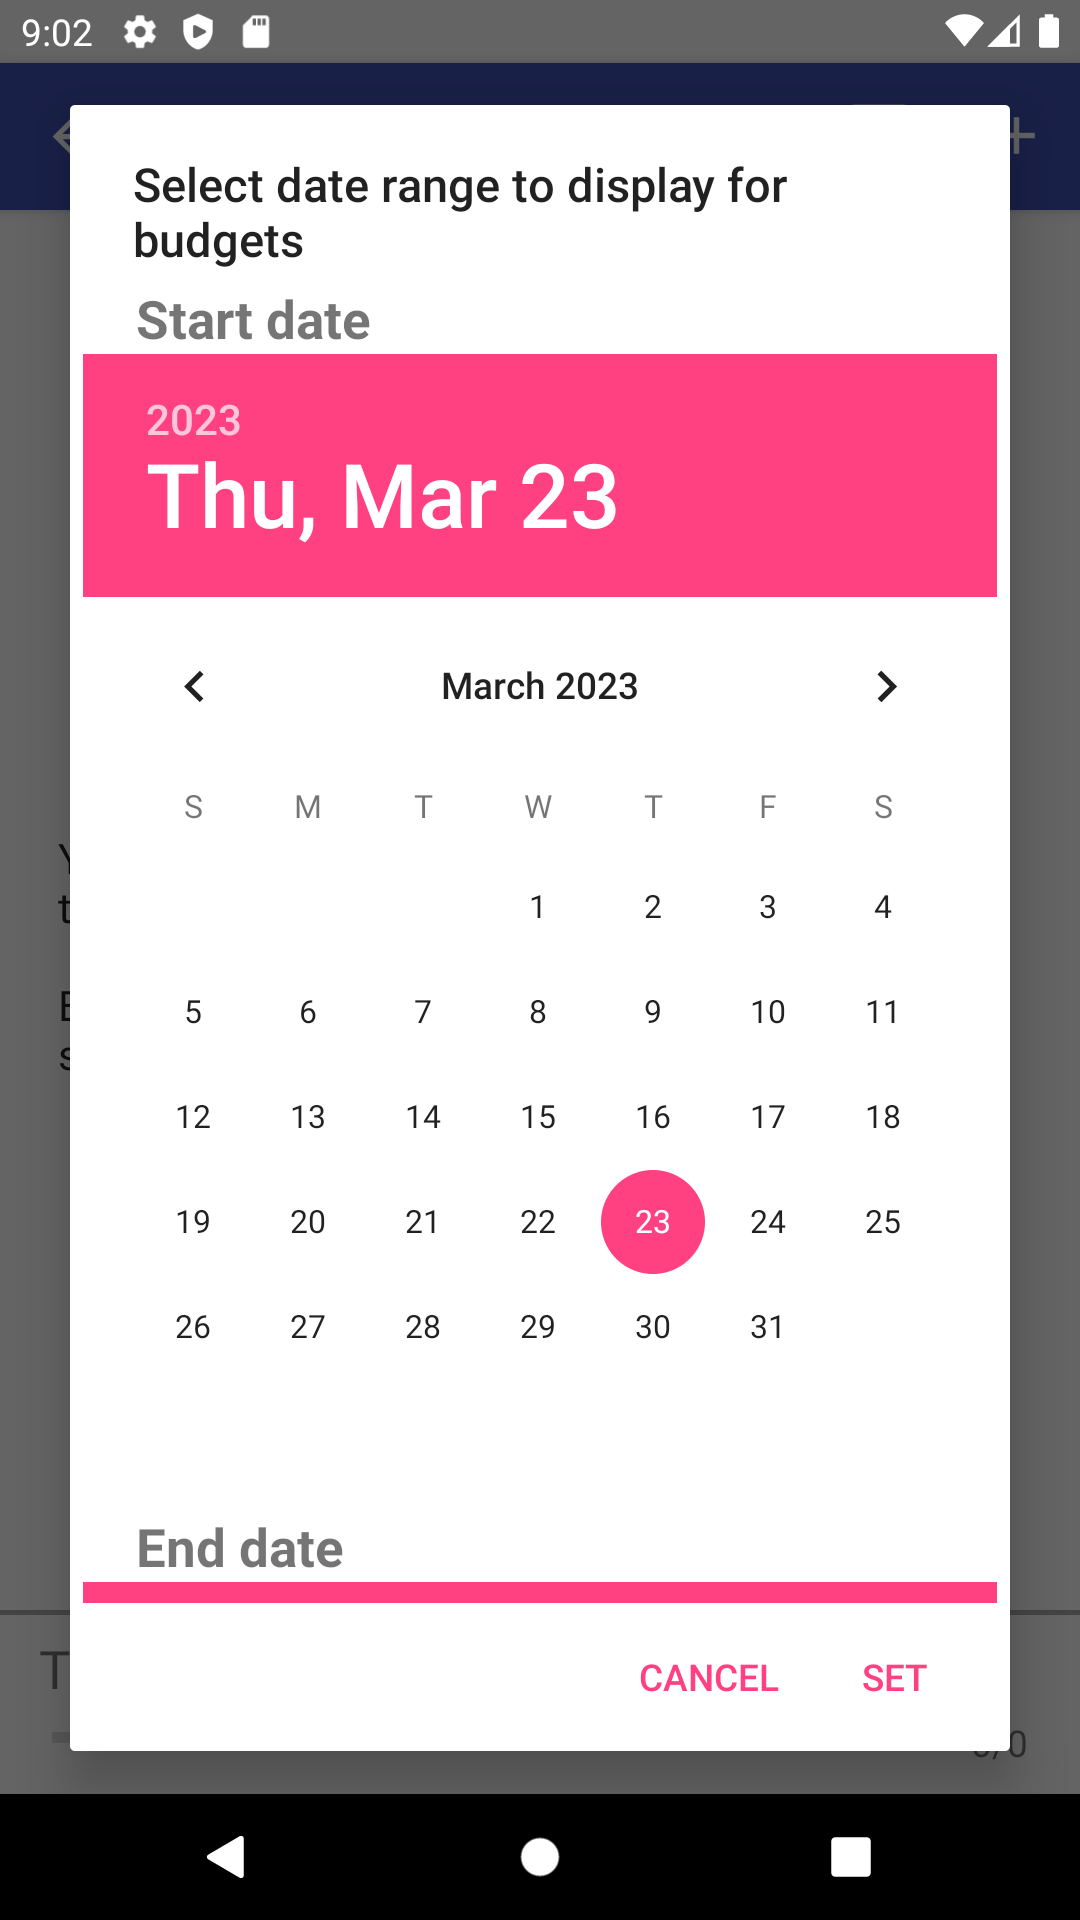 9:02
Select date range to display for
budgets
Start date
2023
Thu, Mar 23
March 2023
S M T W T F S
1 2 3 4
5 6 7 8 9 10 11
12 13 14 15 16 17 18
19 20 21 22 23 24 25
26 27 28 29 30 31
End date
CANCEL SET